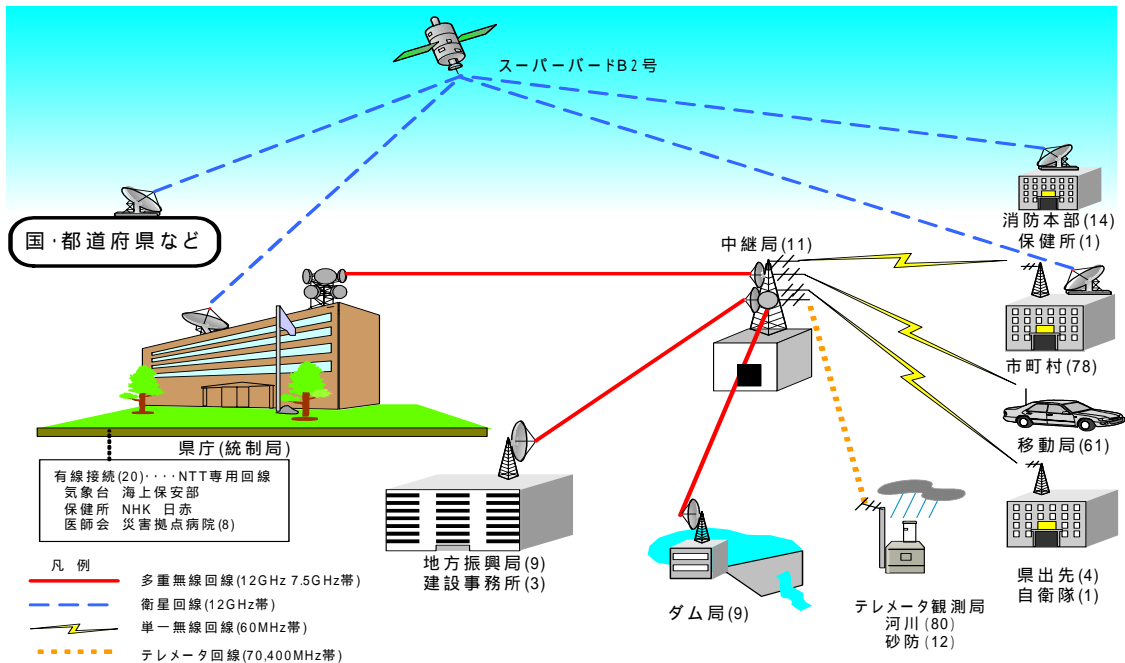 スーパーバードB2号
国・都道府県など
消防本部(14)
保健所(1)
中継局(11)
市町村(78)
移動局(61)
県庁(統制局)
有線接続(20)‥‥NTT専用回線
気象台 海上保安部
保健所 NHK 日赤
医師会 災害拠点病院(8)
地方振興局(9)
建設事務所(3)
ダム局(9)
テレメータ観測局
河川(80)
砂防(12)
県出先(4)
自衛隊(1)
凡 例
多重無線回線(12GHz 7.5GHz帯)
衛星回線(12GHz帯)
単一無線回線(60MHz帯)
テレメータ回線(70,400MHz帯)